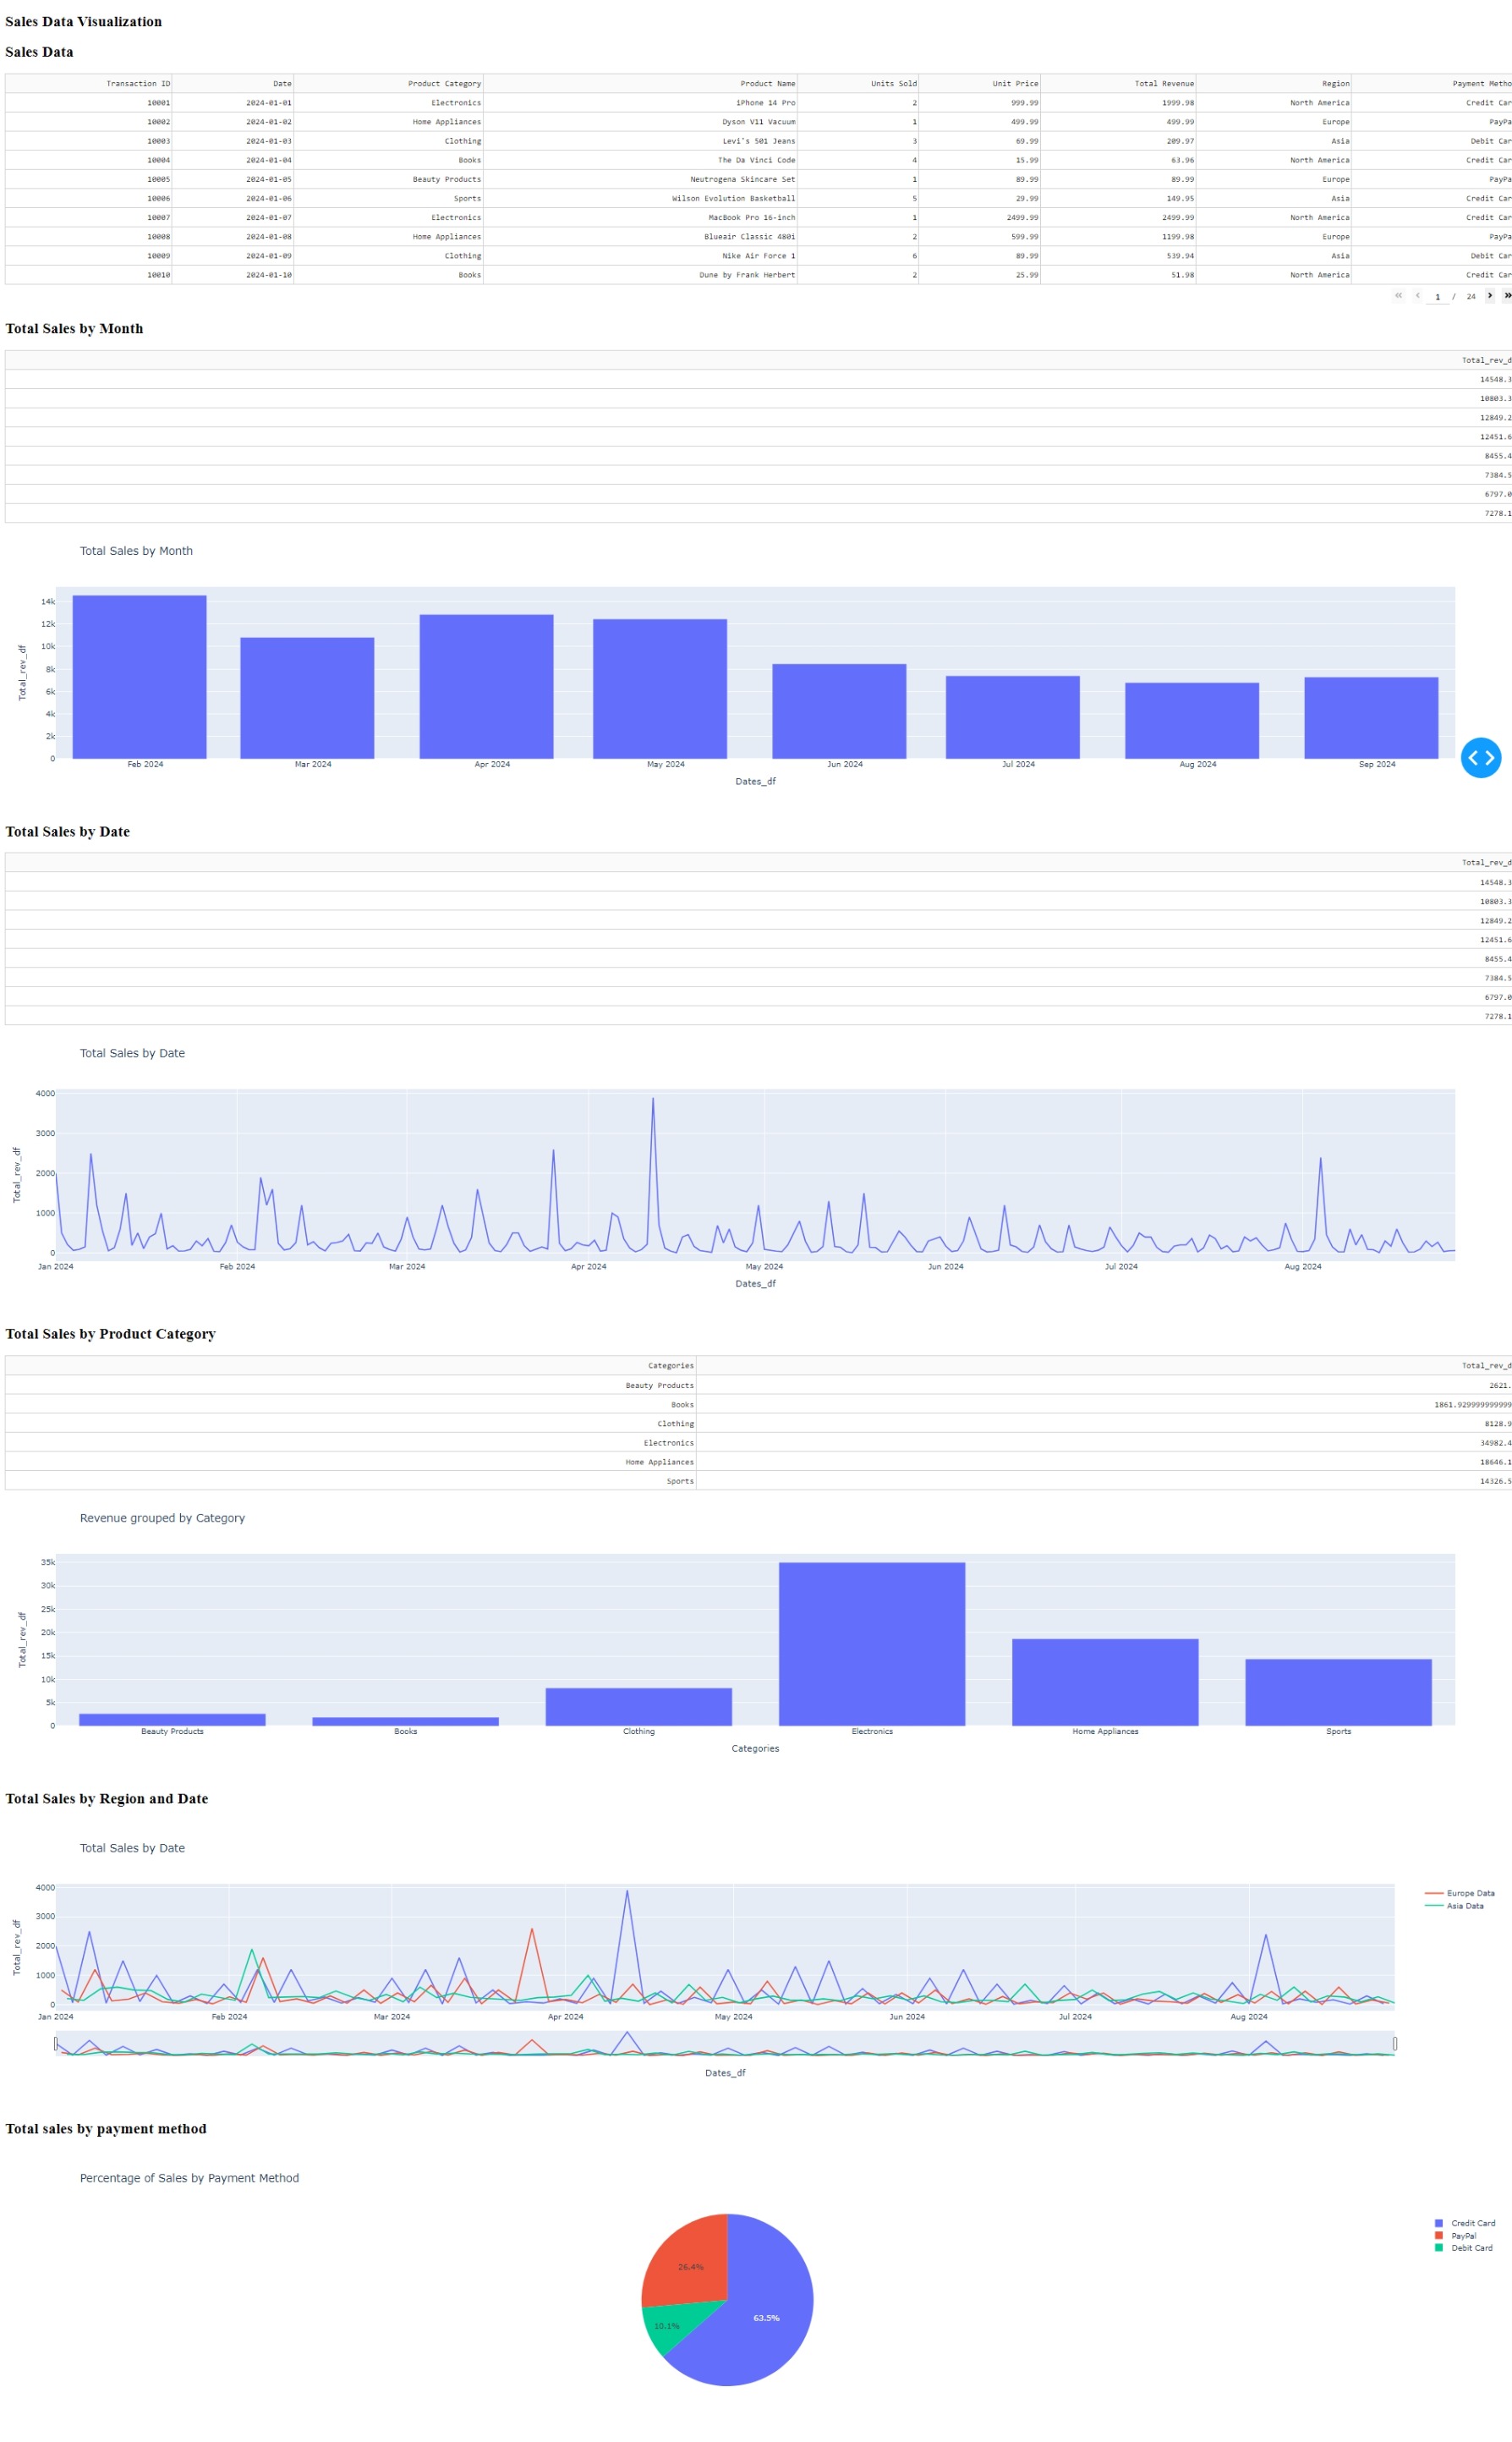 Sales Data Visualization
Sales Data
Transaction ID Date Product Category Product Name Units Sold Unit Price Total Revenue Region Payment Metho
10001 2024-01-01 Electronics iPhone 14 Pro 2 999.99 1999.98 North America Credit Car
10002 2024-01-02 Home Appliances Dyson V11 Vacuum 1 499.99 499.99 Europe PayPa
10003 2024-01-03 Clothing Levi's 501 Jeans 3 69.99 209.97 Asia Debit Car
10004 2024-01-04 Books The Da Vinci Code 4 15.99 63.96 North America Credit Car
10005 2024-01-05 Beauty Products Neutrogena Skincare Set 1 89.99 89.99 Europe PayPa
10006 2024-01-06 Sports Wilson Evolution Basketball 5 29.99 149.95 Asia Credit Car
10007 2024-01-07 Electronics MacBook Pro 16-inch 1 2499.99 2499.99 North America Credit Car
10008 2024-01-08 Home Appliances Blueair Classic 480i 2 599.99 1199.98 Europe PayPa
10009 2024-01-09 Clothing Nike Air Force 1 6 89.99 539.94 Asia Debit Car
10010 2024-01-10 Books Dune by Frank Herbert 2 25.99 51.98 North America Credit Car
« ‹ 1 / 24 › »
Total Sales by Month
Total_rev_d
14548.3
10803.3
12849.2
12451.6
8455.4
7384.5
6797.0
7278.1
Total Sales by Month
14k
12k
10k
8k
6k
4k
2k
0
Total_rev_df
Feb 2024 Mar 2024 Apr 2024 May 2024 Jun 2024 Jul 2024 Aug 2024 Sep 2024
Dates_df
Total Sales by Date
Total_rev_d
14548.3
10803.3
12849.2
12451.6
8455.4
7384.5
6797.0
7278.1
Total Sales by Date
4000
3000
2000
1000
0
Total_rev_df
Jan 2024 Feb 2024 Mar 2024 Apr 2024 May 2024 Jun 2024 Jul 2024 Aug 2024
Dates_df
Total Sales by Product Category
Categories Total_rev_d
Beauty Products 2621.
Books 1861.929999999999
Clothing 8128.9
Electronics 34982.4
Home Appliances 18646.1
Sports 14326.5
Revenue grouped by Category
35k
30k
25k
20k
15k
10k
5k
0
Total_rev_df
Beauty Products Books Clothing Electronics Home Appliances Sports
Categories
Total Sales by Region and Date
Total Sales by Date
4000
3000
2000
1000
0
Total_rev_df
Europe Data
Asia Data
Jan 2024 Feb 2024 Mar 2024 Apr 2024 May 2024 Jun 2024 Jul 2024 Aug 2024
Dates_df
Total sales by payment method
Percentage of Sales by Payment Method
Credit Card
PayPal
Debit Card
26.4%
63.5%
10.1%